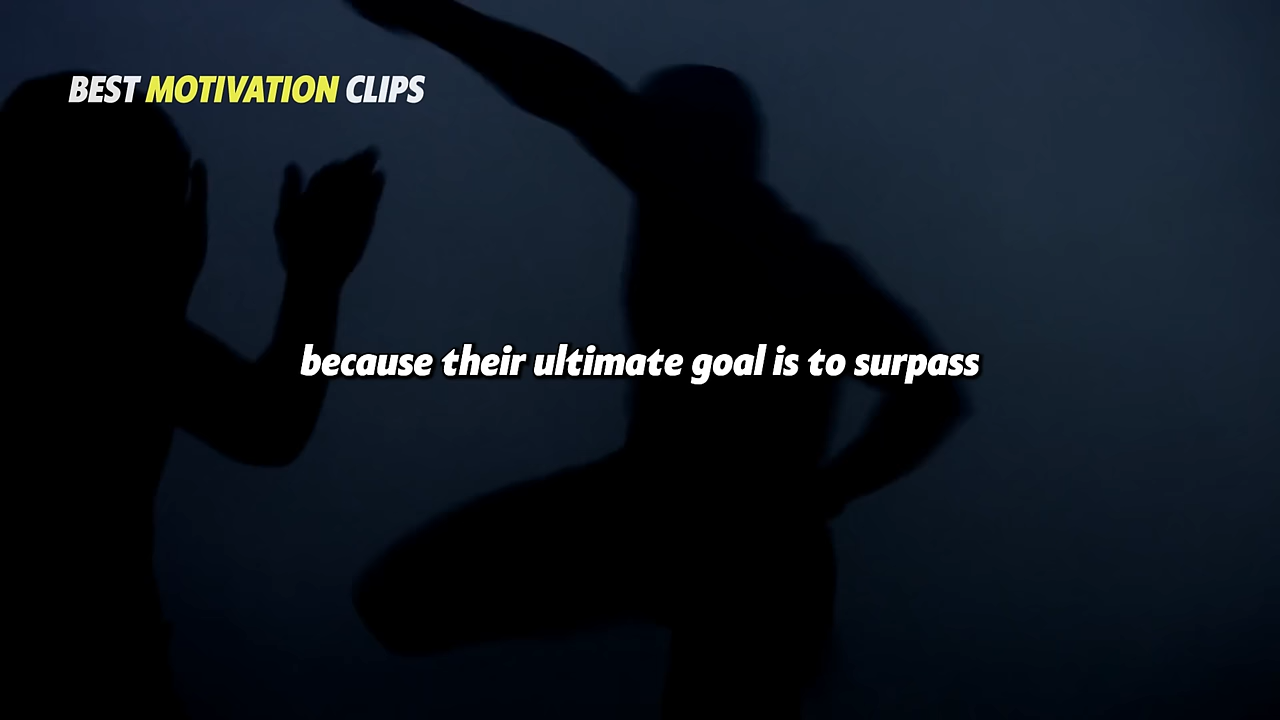 BEST MOTIVATION CLIPS
because their ultimate goal is to surpass